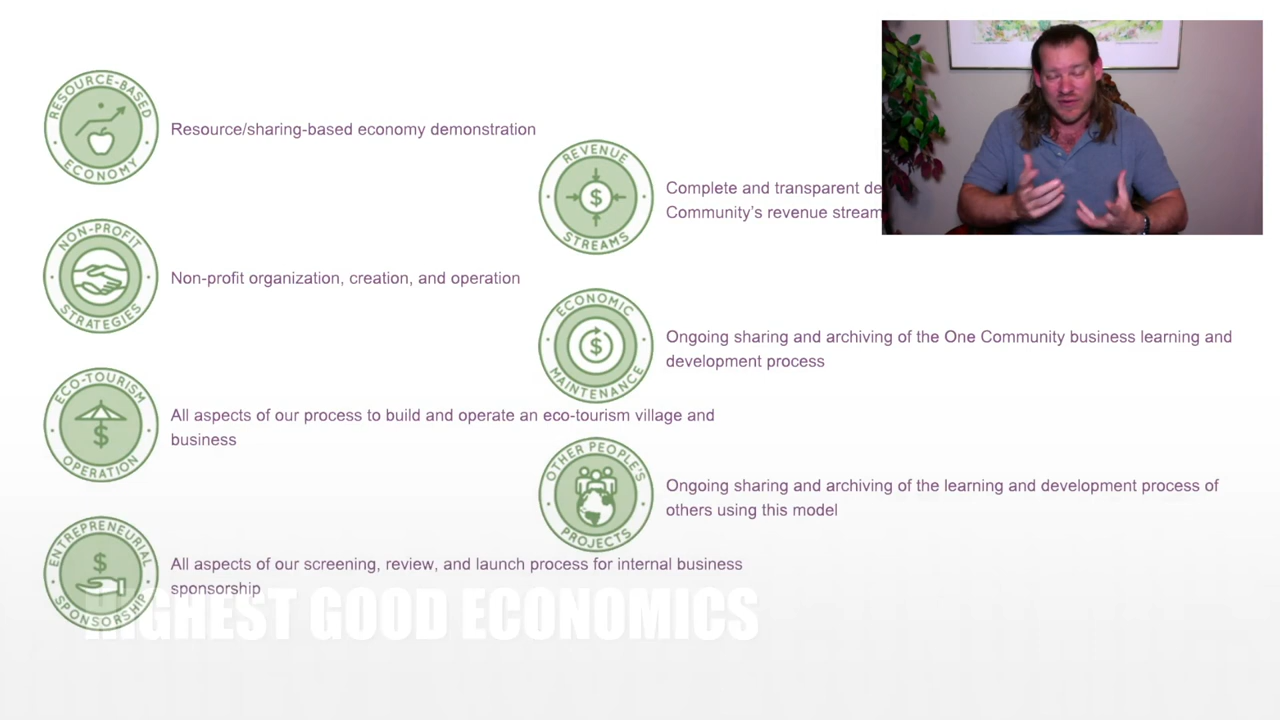 RESOURCE-BASED
ECONOMY
Resource/sharing-based economy demonstration
NON-PROFIT
STRATEGIES
Non-profit organization, creation, and operation
ECO-TOURISM
OPERATION
All aspects of our process to build and operate an eco-tourism village and
business
ENTREPRENEURIAL
SPONSORSHIP
All aspects of our screening, review, and launch process for internal business
sponsorship
REVENUE
STREAMS
Complete and transparent
Community's revenue
ECONOMIC
MAINTENANCE
Ongoing sharing and archiving of the One Community business learning and
development process
OTHER PEOPLE'S
PROJECTS
Ongoing sharing and archiving of the learning and development process of
others using this model
HIGHEST GOOD ECONOMICS